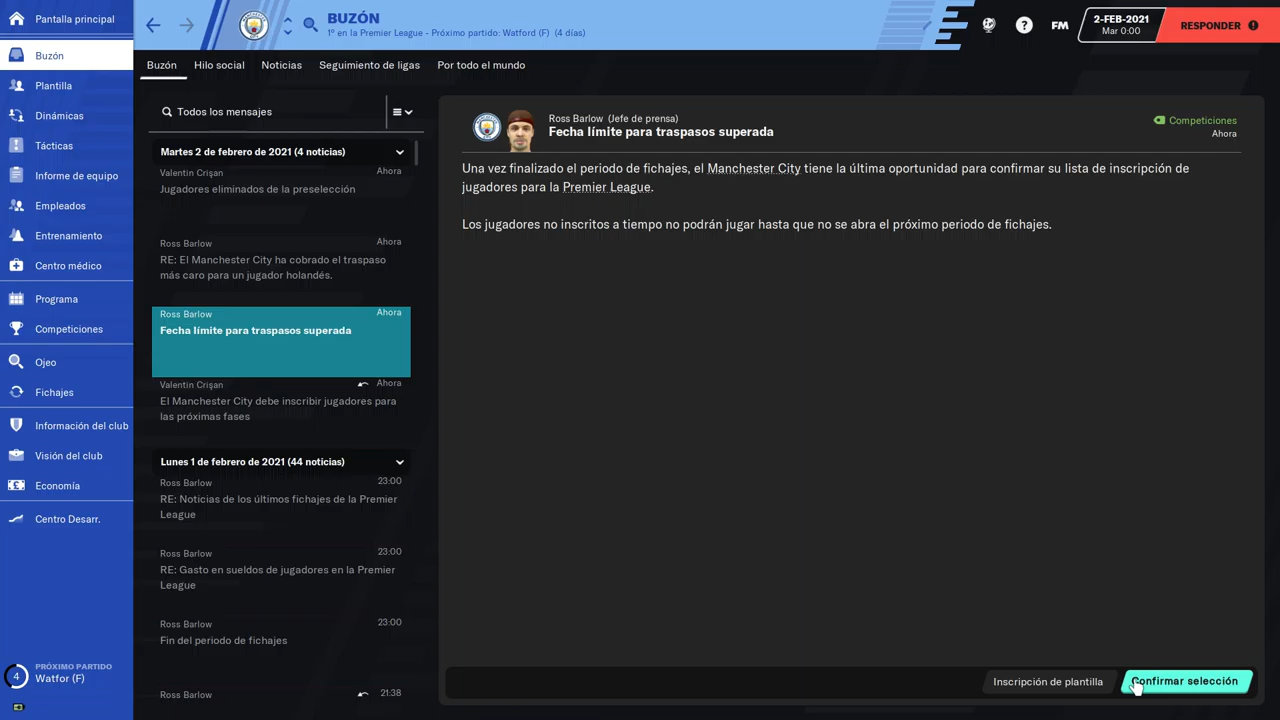 Pantalla principal
Buzón
Plantilla
Dinámicas
Tácticas
Informe de equipo
Empleados
Entrenamiento
Centro médico
Programa
Competiciones
Ojeo
Fichajes
Información del club
Visión del club
Economía
Centro Desarr.
4
PRÓXIMO PARTIDO
Watfor (F)
BUZÓN
1º en la Premier League - Próximo partido: Watford (F) (4 días)
?
FM
2-FEB-2021
Mar 0:00
RESPONDER
Buzón
Hilo social
Noticias
Seguimiento de ligas
Por todo el mundo
Todos los mensajes
Martes 2 de febrero de 2021 (4 noticias)
Valentin Crișan
Ahora
Jugadores eliminados de la preselección
Ross Barlow
Ahora
RE: El Manchester City ha cobrado el traspaso
más caro para un jugador holandés.
Ross Barlow
Ahora
Fecha límite para traspasos superada
Valentin Crișan
Ahora
El Manchester City debe inscribir jugadores para
las próximas fases
Lunes 1 de febrero de 2021 (44 noticias)
Ross Barlow
23:00
RE: Noticias de los últimos fichajes de la Premier
League
Ross Barlow
23:00
RE: Gasto en sueldos de jugadores en la Premier
League
Ross Barlow
23:00
Fin del periodo de fichajes
Ross Barlow
21:38
Ross Barlow (Jefe de prensa)
Fecha límite para traspasos superada
Competiciones
Ahora
Una vez finalizado el periodo de fichajes, el Manchester City tiene la última oportunidad para confirmar su lista de inscripción de
jugadores para la Premier League.
Los jugadores no inscritos a tiempo no podrán jugar hasta que no se abra el próximo periodo de fichajes.
Inscripción de plantilla
Confirmar selección